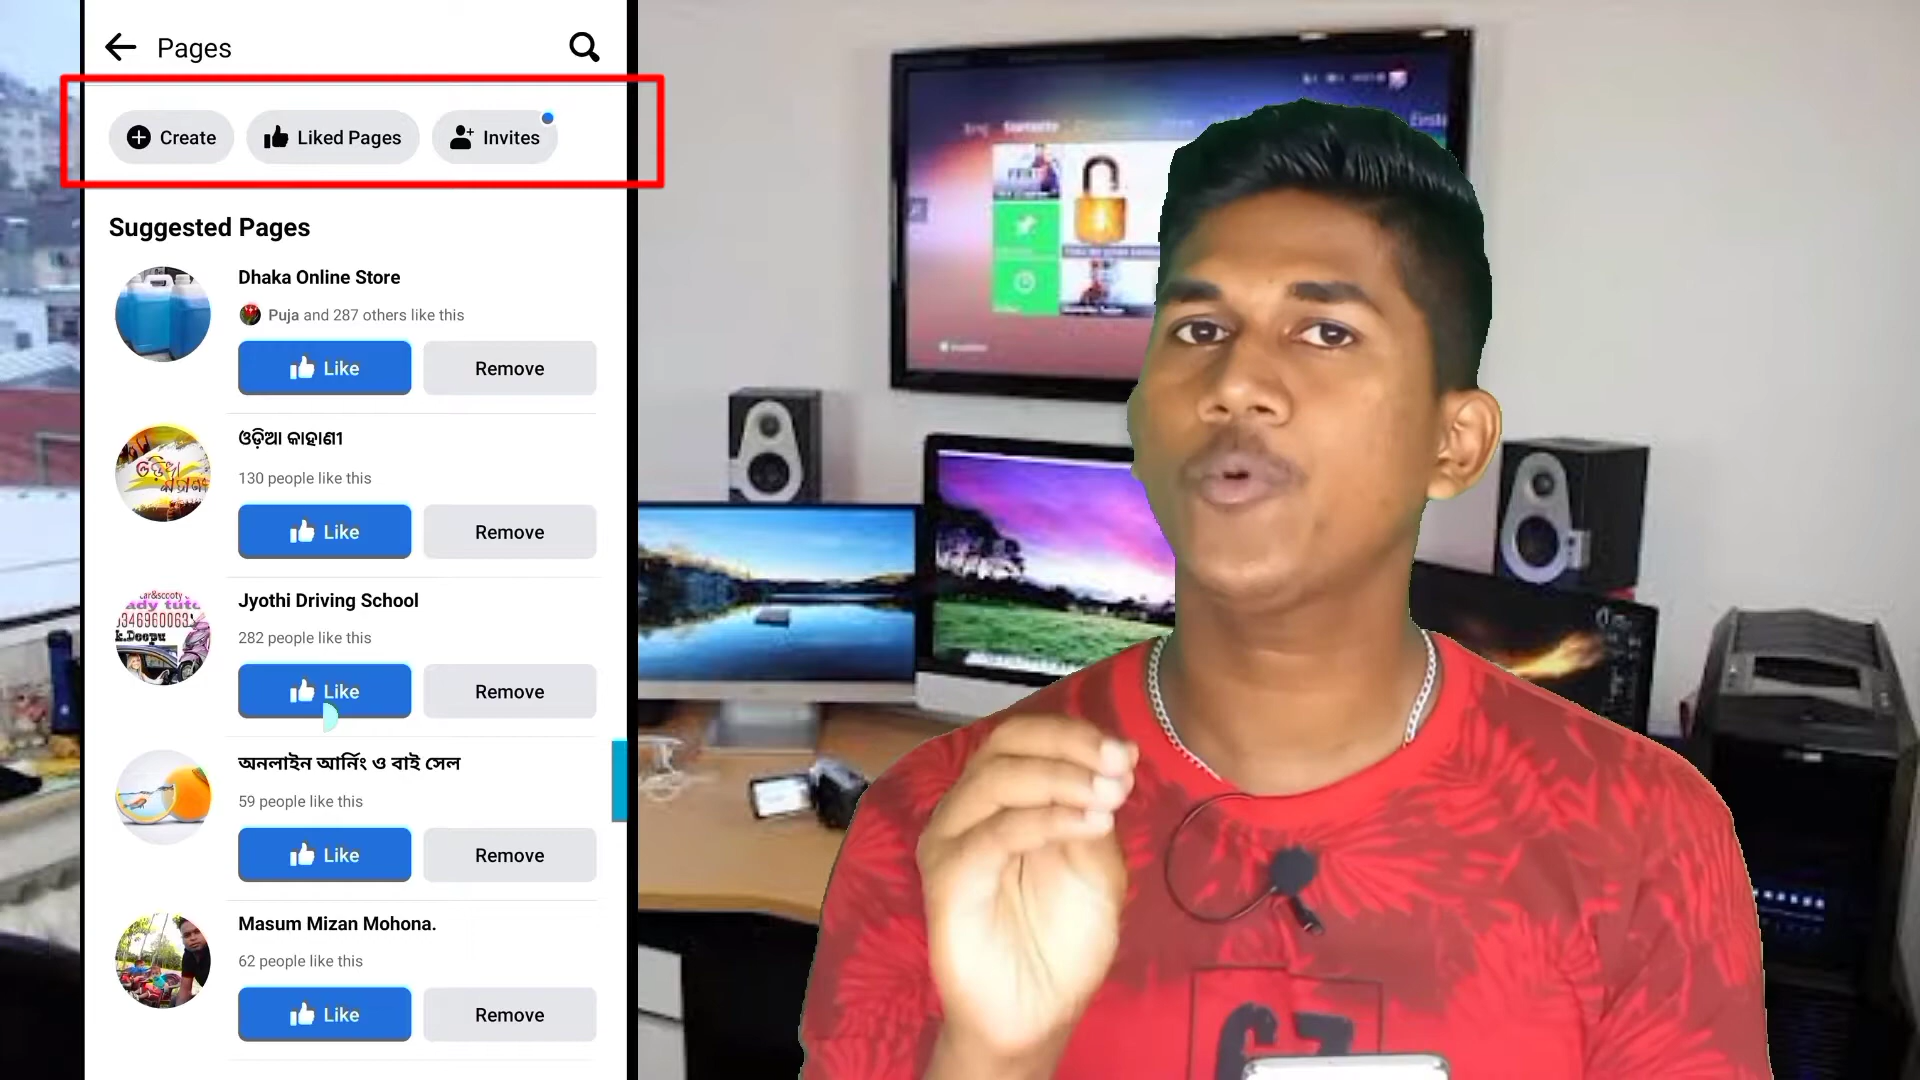 Pages
Create
Liked Pages
Invites
Suggested Pages
Dhaka Online Store
Puja and 287 others like this
Like
Remove
ଓଡ଼ିଆ କାହାଣୀ
130 people like this
Like
Remove
Jyothi Driving School
282 people like this
Like
Remove
অনলাইন আর্নিং ও বাই সেল
59 people like this
Like
Remove
Masum Mizan Mohona.
62 people like this
Like
Remove